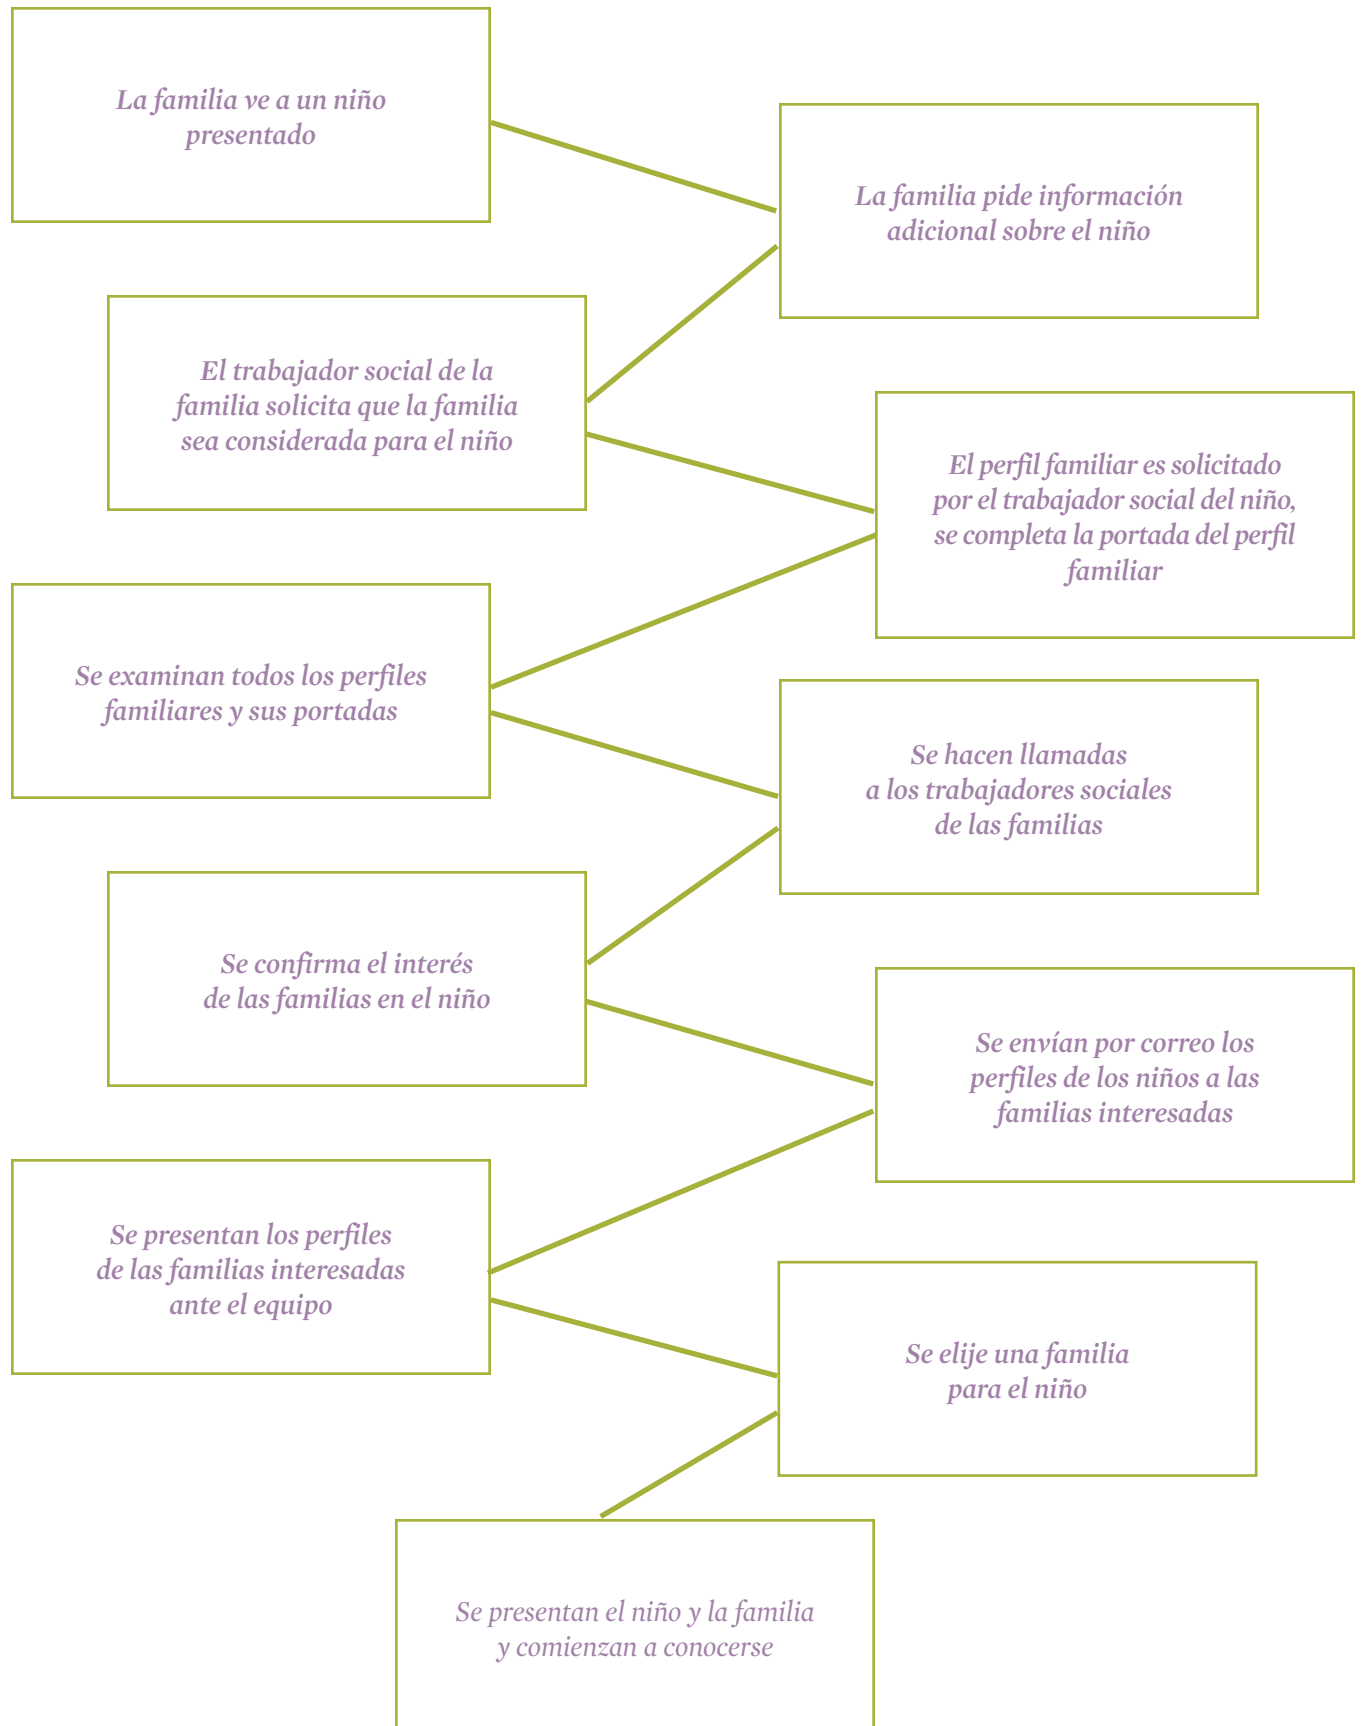 La familia ve a un niño
presentado
La familia pide información
adicional sobre el niño
El trabajador social de la
familia solicita que la familia
sea considerada para el niño
El perfil familiar es solicitado
por el trabajador social del niño,
se completa la portada del perfil
familiar
Se examinan todos los perfiles
familiares y sus portadas
Se hacen llamadas
a los trabajadores sociales
de las familias
Se confirma el interés
de las familias en el niño
Se envían por correo los
perfiles de los niños a las
familias interesadas
Se presentan los perfiles
de las familias interesadas
ante el equipo
Se elije una familia
para el niño
Se presentan el niño y la familia
y comienzan a conocerse